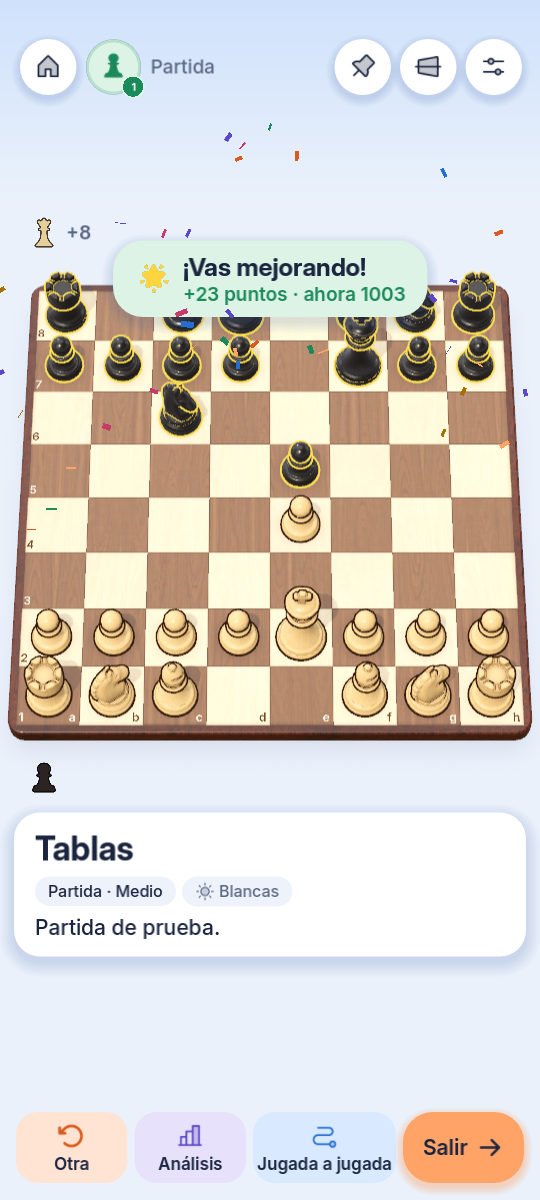 Partida
1
+8
¡Vas mejorando!
+23 puntos · ahora 1003
8
7
6
5
4
3
2
1 a b c d e f g h
Tablas
Partida · Medio
Blancas
Partida de prueba.
Otra
Análisis
Jugada a jugada
Salir